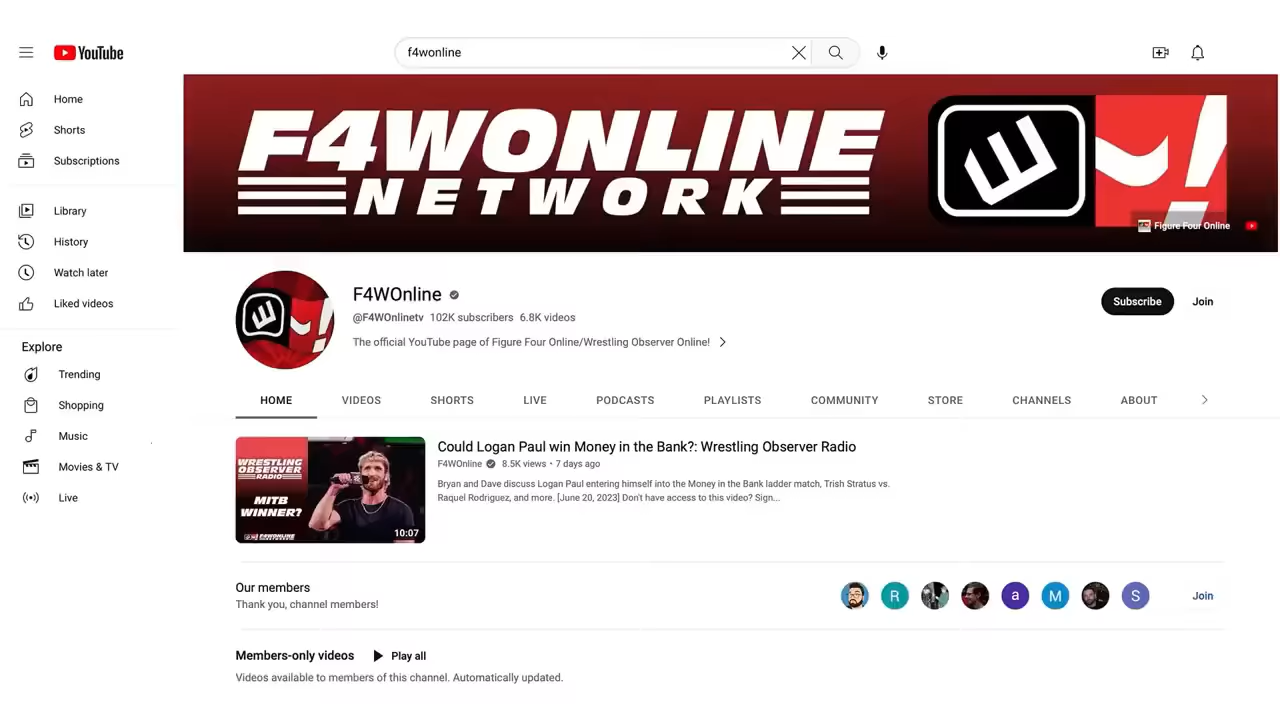 YouTube
f4wonline
Home
Shorts
Subscriptions
Library
History
Watch later
Liked videos
Explore
Trending
Shopping
Music
Movies & TV
Live
F4WONLINE
NETWORK
Figure Four Online
F4WOnline
@F4WOnlinetv 102K subscribers 6.8K videos
The official YouTube page of Figure Four Online/Wrestling Observer Online!
Subscribe
Join
HOME VIDEOS SHORTS LIVE PODCASTS PLAYLISTS COMMUNITY STORE CHANNELS ABOUT
WRESTLING
OBSERVER
RADIO
MITB
WINNER?
F4WONLINE
10:07
Could Logan Paul win Money in the Bank?: Wrestling Observer Radio
F4WOnline 8.5K views • 7 days ago
Bryan and Dave discuss Logan Paul entering himself into the Money in the Bank ladder match, Trish Stratus vs.
Raquel Rodriguez, and more. [June 20, 2023] Don't have access to this video? Sign...
Our members
Thank you, channel members!
R a M S
Join
Members-only videos Play all
Videos available to members of this channel. Automatically updated.